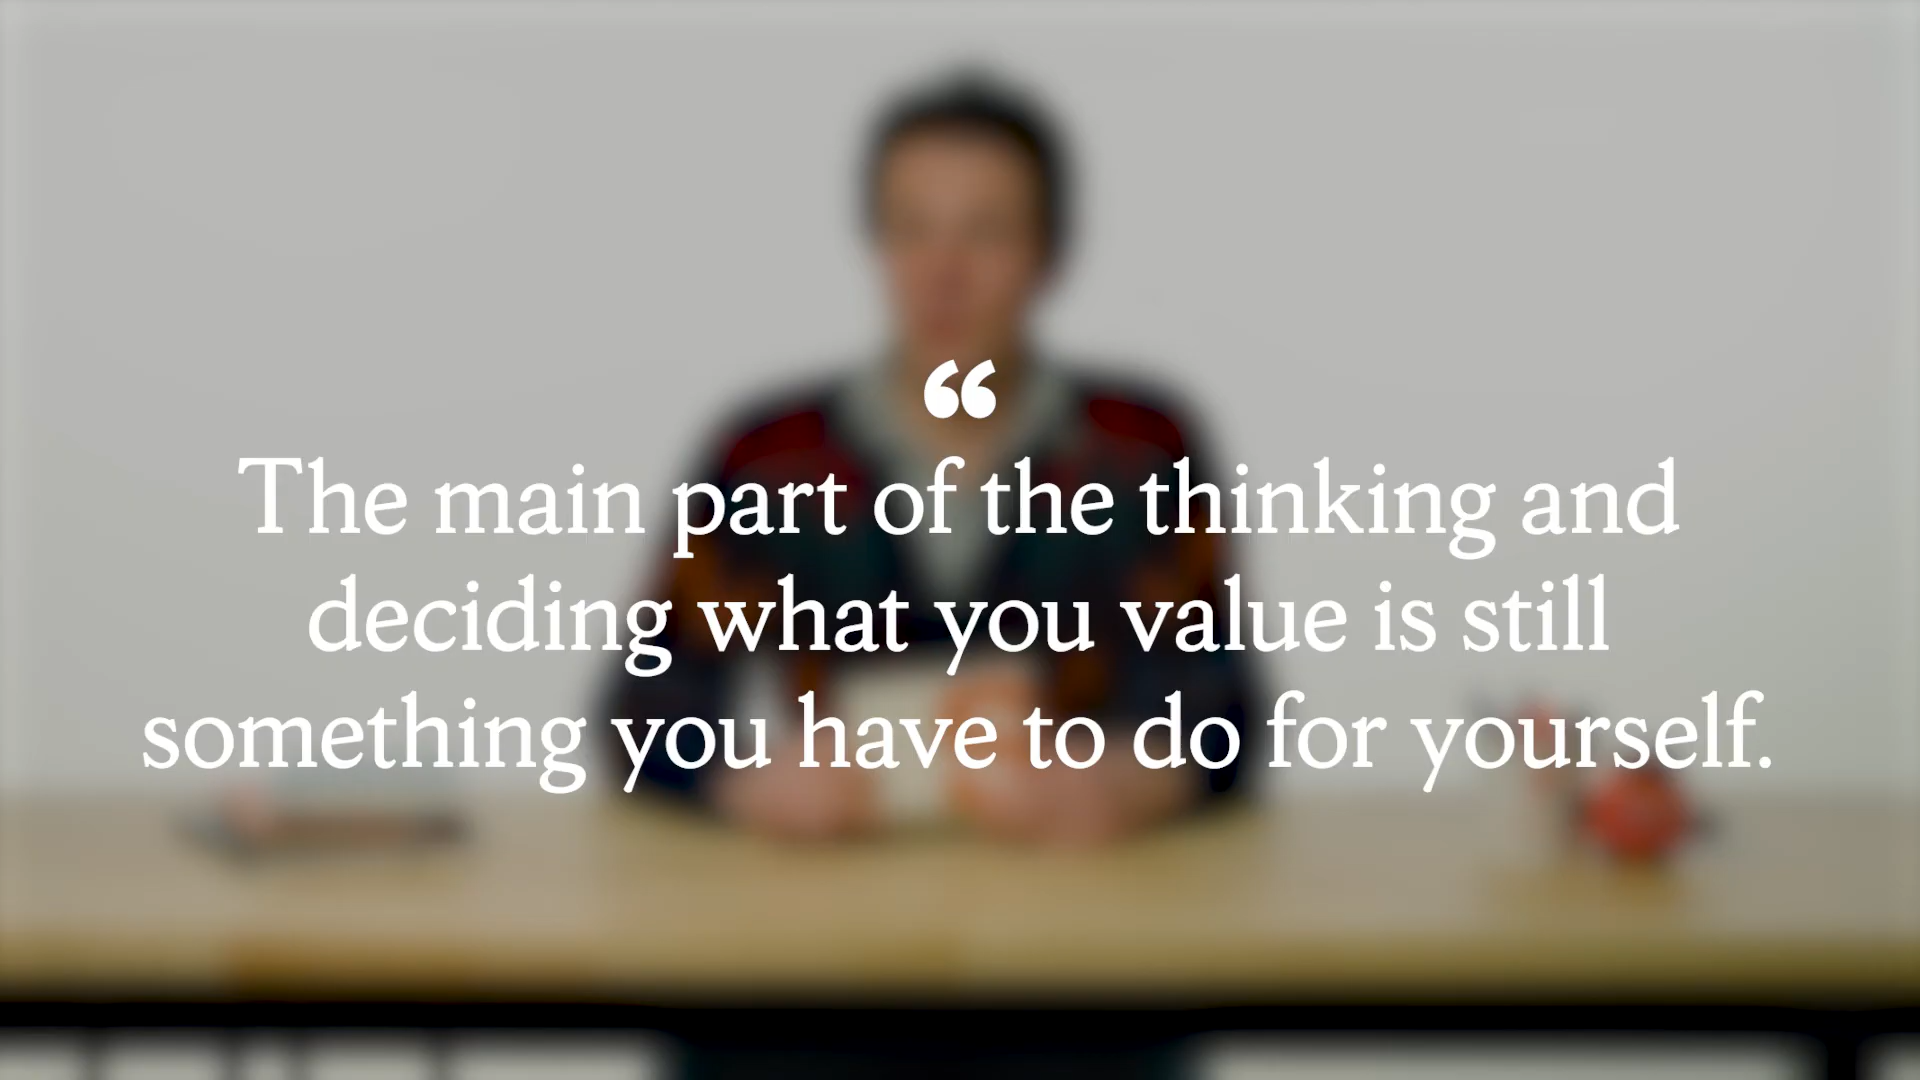 “
The main part of the thinking and
deciding what you value is still
something you have to do for yourself.